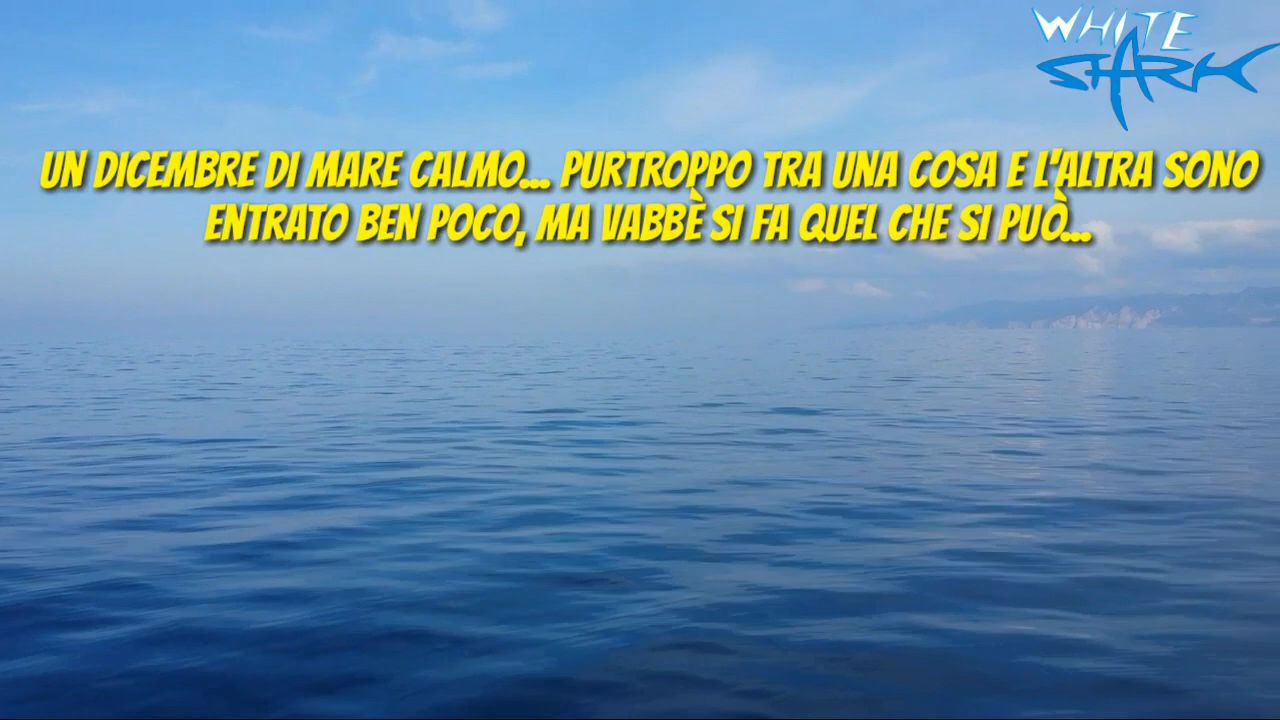 WHITE
SHARK
UN DICEMBRE DI MARE CALMO... PURTROPPO TRA UNA COSA E L'ALTRA SONO
ENTRATO BEN POCO, MA VABBÈ SI FA QUEL CHE SI PUÒ...